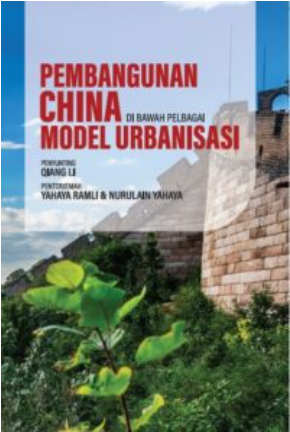 PEMBANGUNAN
CHINA DI BAWAH PELBAGAI
MODEL URBANISASI
PENYUNTING
QIANG LI
PENTERJEMAH
YAHAYA RAMLI & NURULAIN YAHAYA